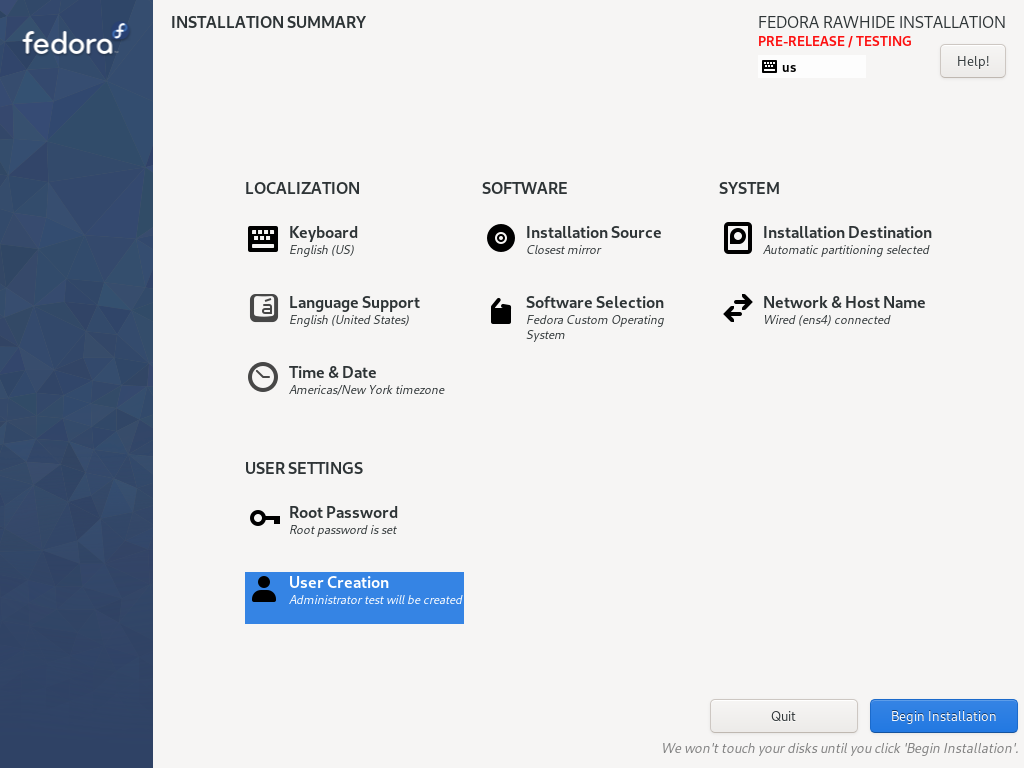 fedora
INSTALLATION SUMMARY
FEDORA RAWHIDE INSTALLATION
PRE-RELEASE / TESTING
us
Help!
LOCALIZATION
Keyboard
English (US)
Language Support
English (United States)
Time & Date
Americas/New York timezone
SOFTWARE
Installation Source
Closest mirror
Software Selection
Fedora Custom Operating
System
SYSTEM
Installation Destination
Automatic partitioning selected
Network & Host Name
Wired (ens4) connected
USER SETTINGS
Root Password
Root password is set
User Creation
Administrator test will be created
Quit
Begin Installation
We won't touch your disks until you click 'Begin Installation'.